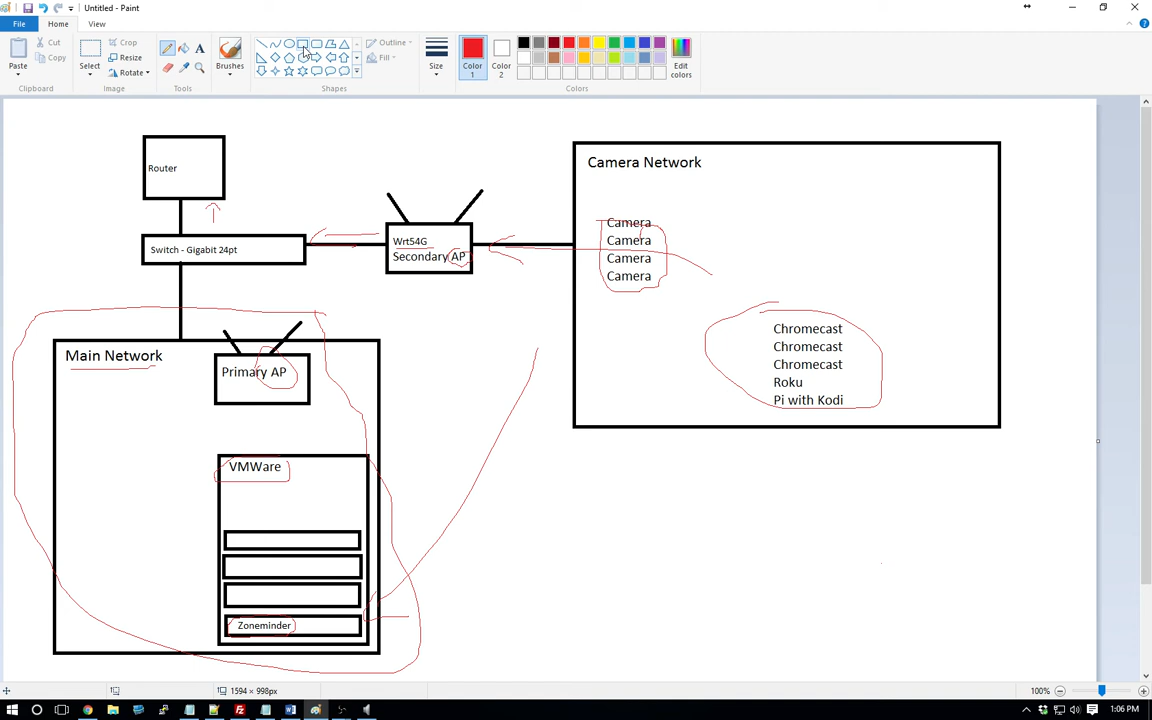 Untitled - Paint
File
Home
View
Paste
Cut
Copy
Clipboard
Select
Crop
Resize
Rotate
Image
A
Tools
Brushes
Shapes
Outline
Fill
Size
Color 1
Color 2
Edit colors
Colors
Router
Switch - Gigabit 24pt
Wrt54G
Secondary AP
Camera Network
Camera
Camera
Camera
Camera
Chromecast
Chromecast
Chromecast
Roku
Pi with Kodi
Main Network
Primary AP
VMWare
Zoneminder
1594 × 998px
100%
1:06 PM